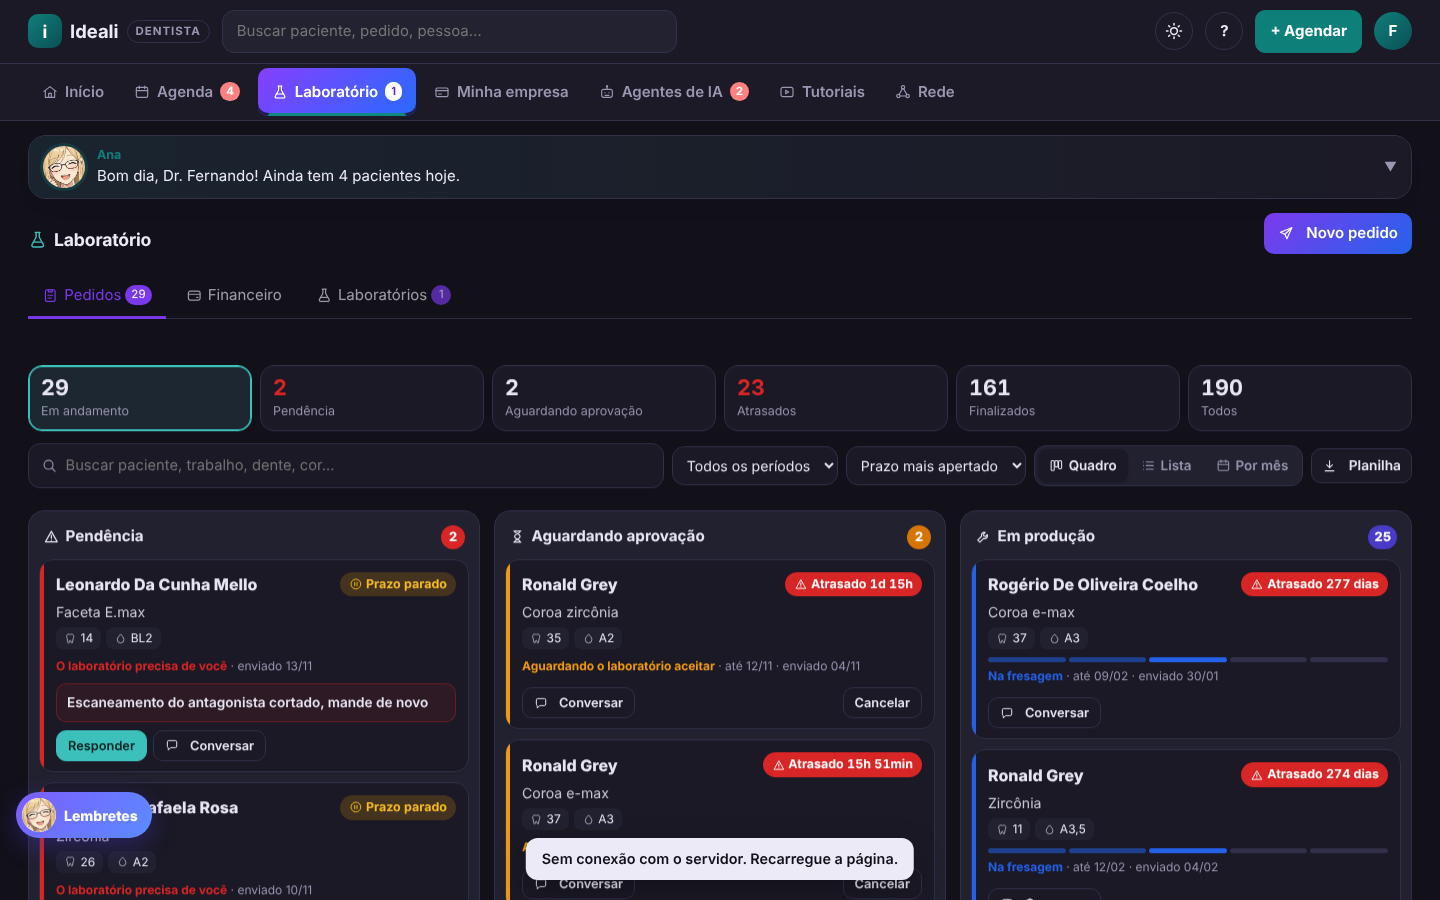 i Ideali DENTISTA Buscar paciente, pedido, pessoa... ? + Agendar F
Início Agenda 4 Laboratório 1 Minha empresa Agentes de IA 2 Tutoriais Rede
Ana
Bom dia, Dr. Fernando! Ainda tem 4 pacientes hoje.
Laboratório
Novo pedido
Pedidos 29 Financeiro Laboratórios 1
29
Em andamento
2
Pendência
2
Aguardando aprovação
23
Atrasados
161
Finalizados
190
Todos
Buscar paciente, trabalho, dente, cor... Todos os períodos Prazo mais apertado Quadro Lista Por mês Planilha
Pendência 2
Leonardo Da Cunha Mello Prazo parado
Faceta E.max
14 BL2
O laboratório precisa de você · enviado 13/11
Escaneamento do antagonista cortado, mande de novo
Responder Conversar
afaela Rosa Prazo parado
26 A2
O laboratório precisa de você · enviado 10/11
Lembretes
Aguardando aprovação 2
Ronald Grey Atrasado 1d 15h
Coroa zircônia
35 A2
Aguardando o laboratório aceitar · até 12/11 · enviado 04/11
Conversar Cancelar
Ronald Grey Atrasado 15h 51min
Coroa e-max
37 A3
Conversar Cancelar
Sem conexão com o servidor. Recarregue a página.
Em produção 25
Rogério De Oliveira Coelho Atrasado 277 dias
Coroa e-max
37 A3
Na fresagem · até 09/02 · enviado 30/01
Conversar
Ronald Grey Atrasado 274 dias
Zircônia
11 A3,5
Na fresagem · até 12/02 · enviado 04/02